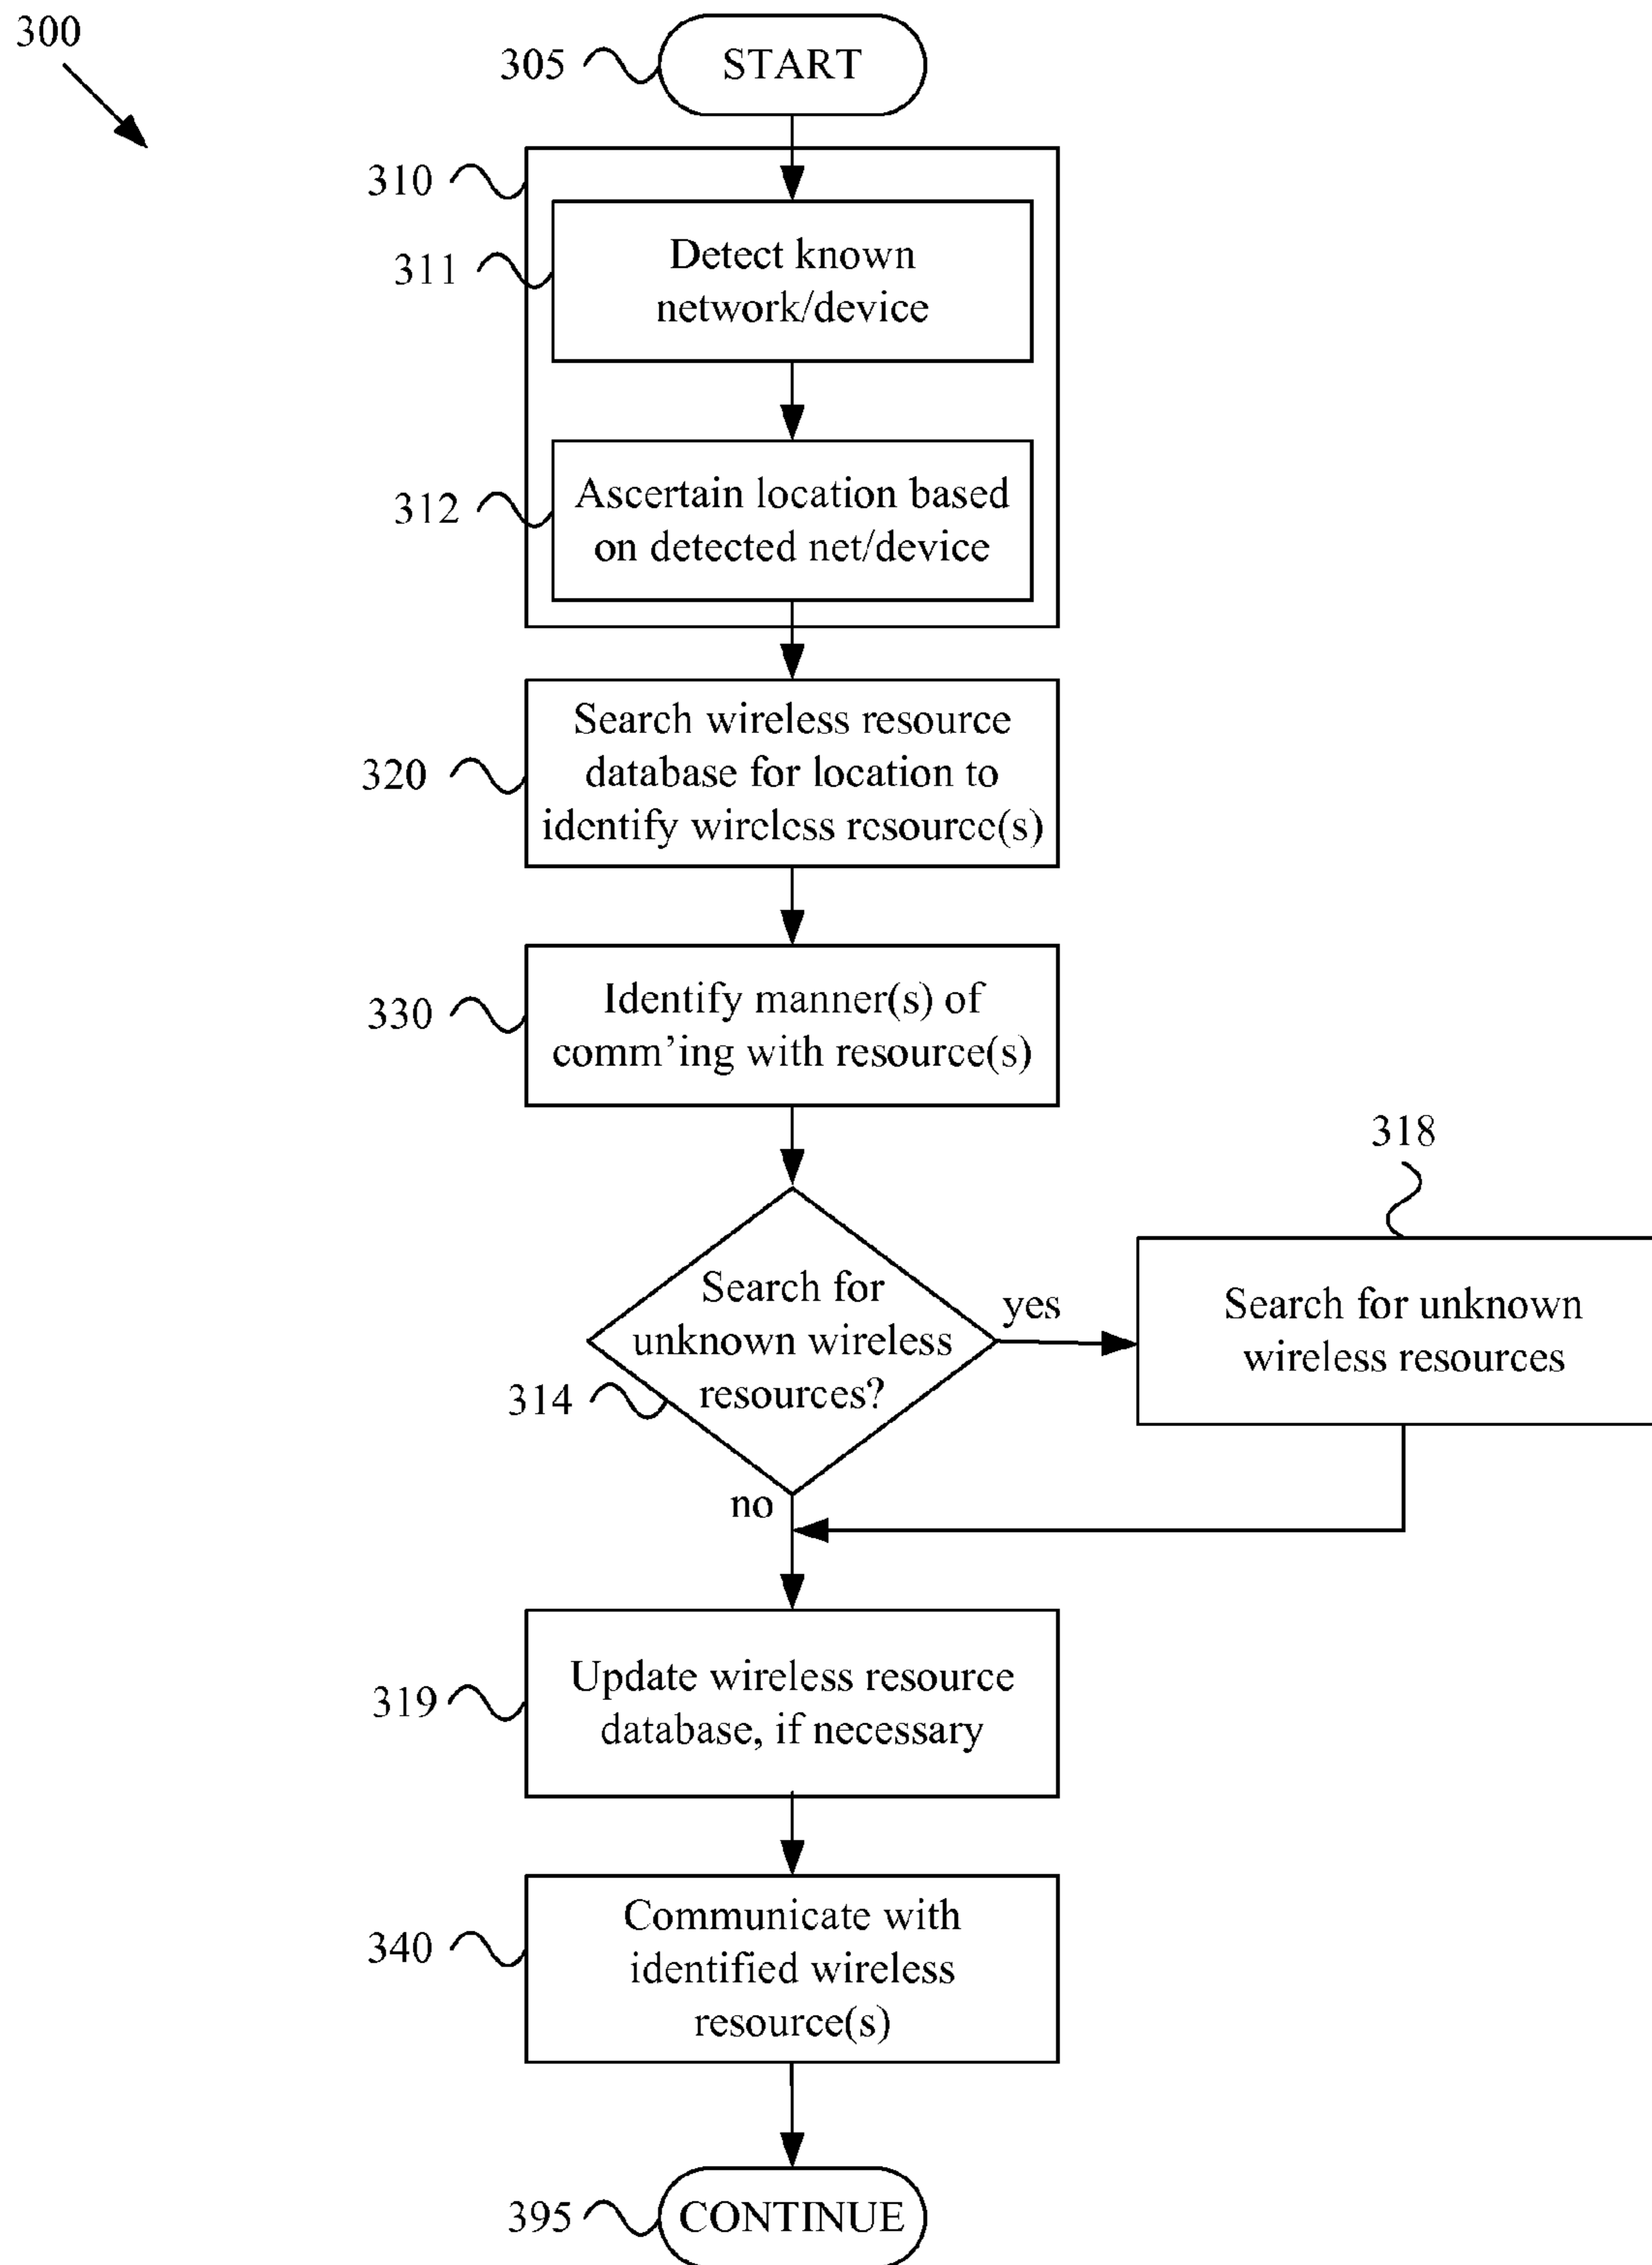 300
305
START
310
311
Detect known
network/device
312
Ascertain location based
on detected net/device
320
Search wireless resource
database for location to
identify wireless resource(s)
330
Identify manner(s) of
comm'ing with resource(s)
318
Search for
unknown wireless
resources?
yes
Search for unknown
wireless resources
314
no
319
Update wireless resource
database, if necessary
340
Communicate with
identified wireless
resource(s)
395
CONTINUE